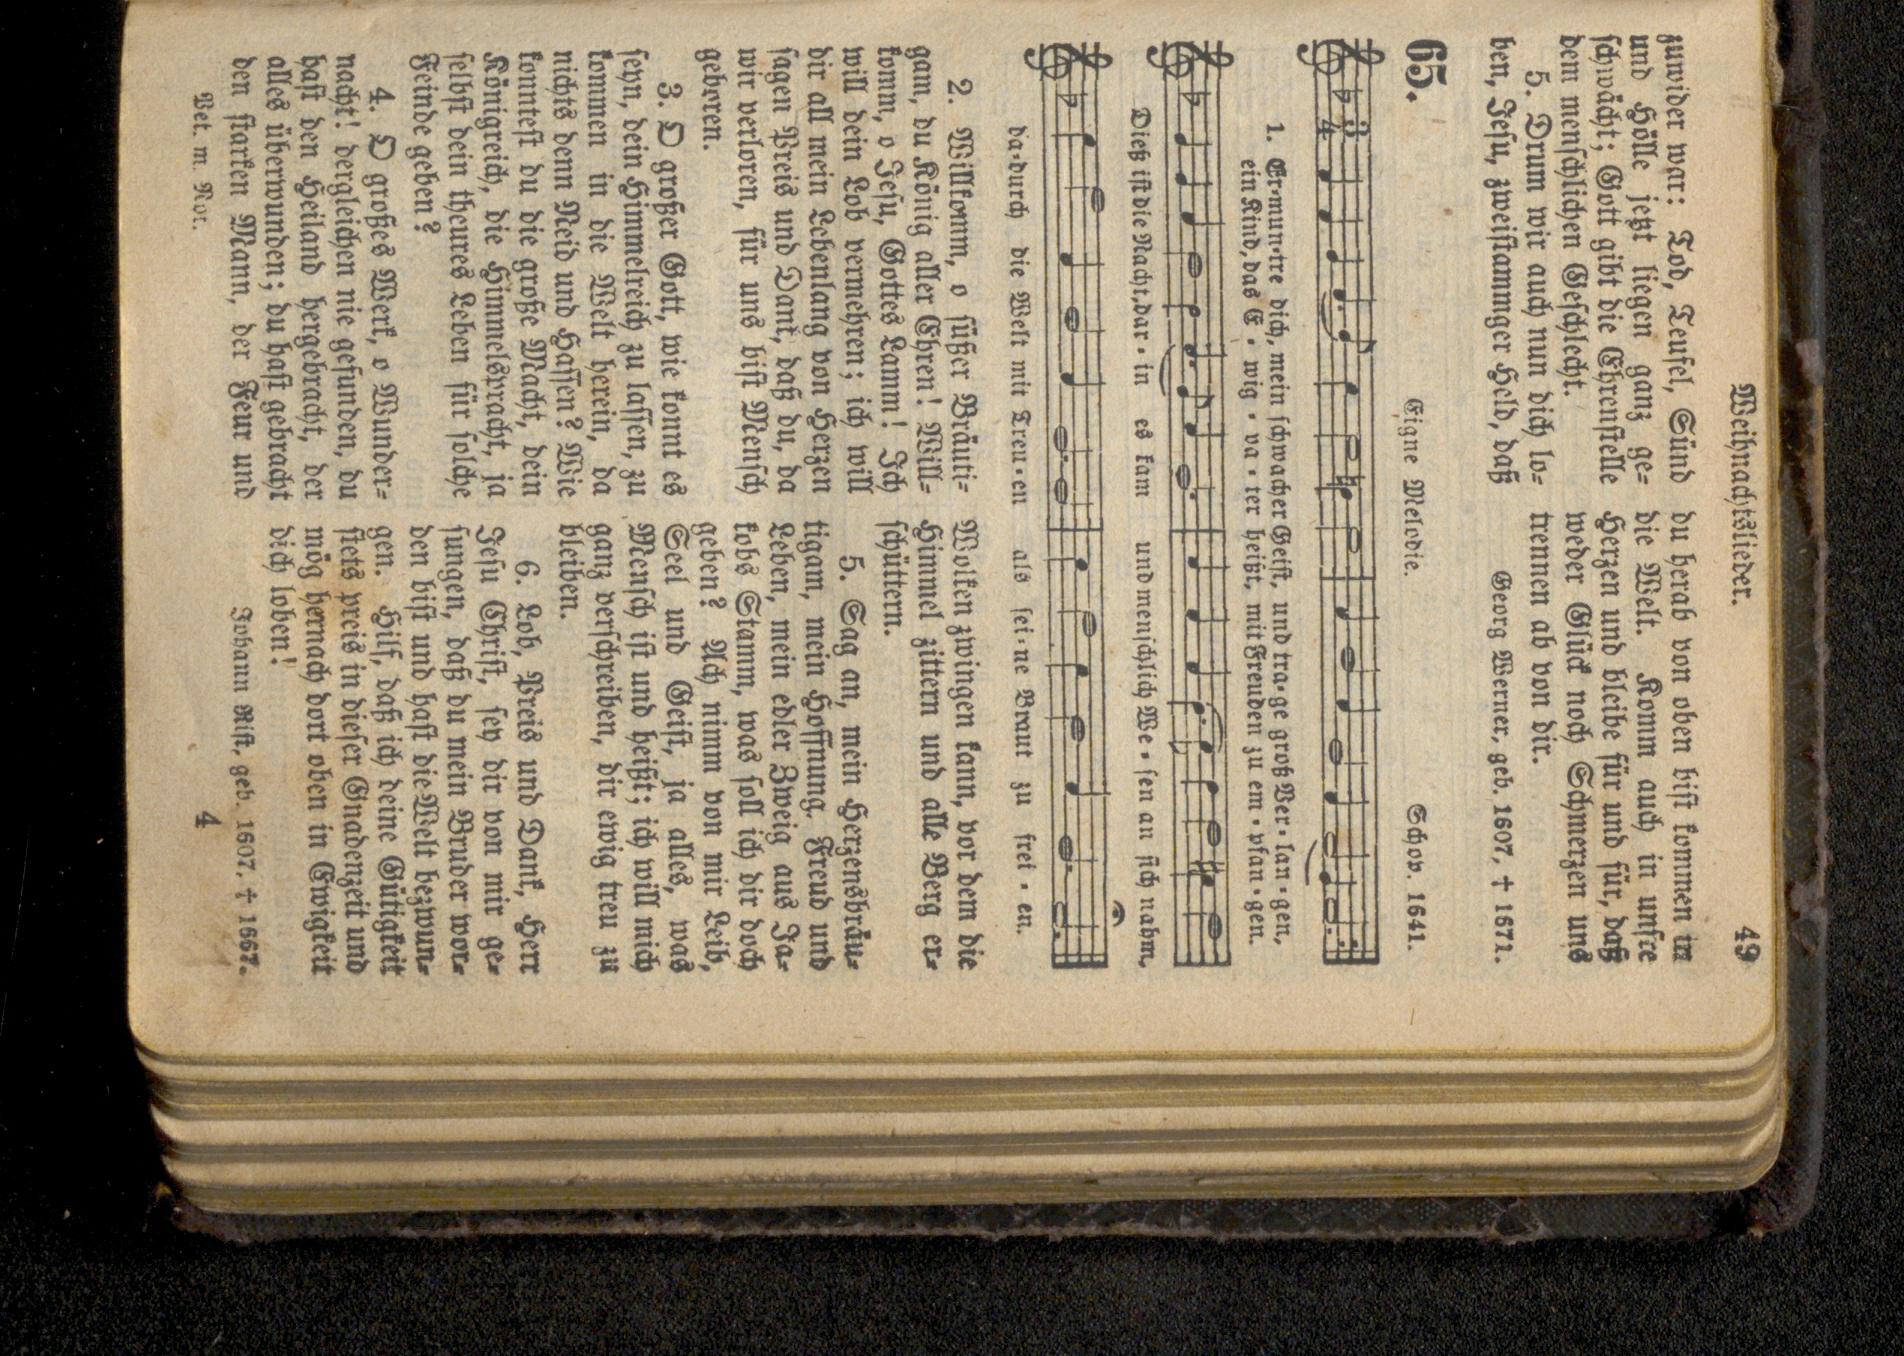 Weihnachtslieder. 49
zuwider war: Tod, Teufel, Sünd
und Hölle jetzt liegen ganz ge-
schwächt; Gott gibt die Ehrenstelle
dem menschlichen Geschlecht.
5. Drum wir auch nun dich lo-
ben, Jesu, zweistammger Held, daß
du herab von oben bist kommen in
die Welt. Komm auch in unsre
Herzen und bleibe für und für, daß
weder Glück noch Schmerzen uns
trennen ab von dir.
Georg Werner, geb. 1607, † 1671.
65. Eigne Melodie. Schop. 1641.
1. Er-mun-tre dich, mein schwacher Geist, und tra-ge groß Ver-lan-gen,
ein Kind, das E-wig-va-ter heißt, mit Freuden zu em-pfan-gen.
Dieß ist die Nacht, dar-in es kam und menschlich We-sen an sich nahm,
da-durch die Welt mit Treu-en als sei-ne Braut zu frei-en.
2. Willkomm, o süßer Bräuti-
gam, du König aller Ehren! Will-
komm, o Jesu, Gottes Lamm! Ich
will dein Lob vermehren; ich will
dir all mein Lebenlang von Herzen
sagen Preis und Dank, daß du, da
wir verloren, für uns bist Mensch
geboren.
3. O großer Gott, wie konnt es
seyn, dein Himmelreich zu lassen, zu
kommen in die Welt herein, da
nichts denn Neid und Hassen? Wie
konntest du die große Macht, dein
Königreich, die Himmelspracht, ja
selbst dein theures Leben für solche
Feinde geben?
4. O großes Werk, o Wunder-
nacht! dergleichen nie gefunden, du
hast den Heiland hergebracht, der
alles überwunden; du hast gebracht
den starken Mann, der Feur und
Wolken zwingen kann, vor dem die
Himmel zittern und alle Berg er-
schüttern.
5. Sag an, mein Herzensbräu-
tigam, mein Hoffnung, Freud und
Leben, mein edler Zweig aus Ja-
kobs Stamm, was soll ich dir doch
geben? Ach nimm von mir Leib,
Seel und Geist, ja alles, was
Mensch ist und heißt; ich will mich
ganz verschreiben, dir ewig treu zu
bleiben.
6. Lob, Preis und Dank, Herr
Jesu Christ, sey dir von mir ge-
sungen, daß du mein Bruder wor-
den bist und hast die Welt bezwun-
gen. Hilf, daß ich deine Gütigkeit
stets preis in dieser Gnadenzeit und
mög hernach dort oben in Ewigkeit
dich loben!
Johann Rist, geb. 1607. † 1667.
Vet. m. Not. 4